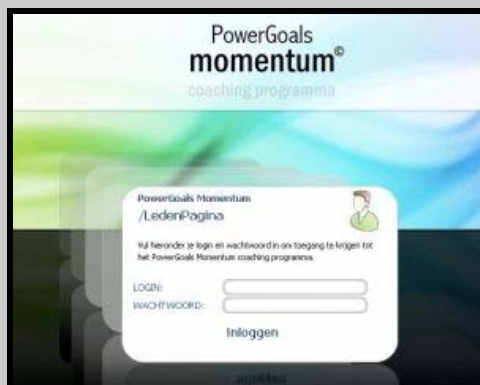 PowerGoals
momentum©
coaching programma
PowerGoals Momentum
/LedenPagina
Vul hieronder je login en wachtwoord in om toegang te krijgen tot
het PowerGoals Momentum coaching programma.
LOGIN:
WACHTWOORD:
Inloggen